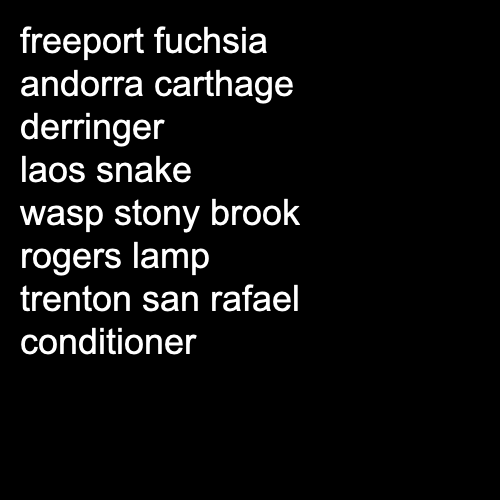 freeport fuchsia
andorra carthage
derringer
laos snake
wasp stony brook
rogers lamp
trenton san rafael
conditioner